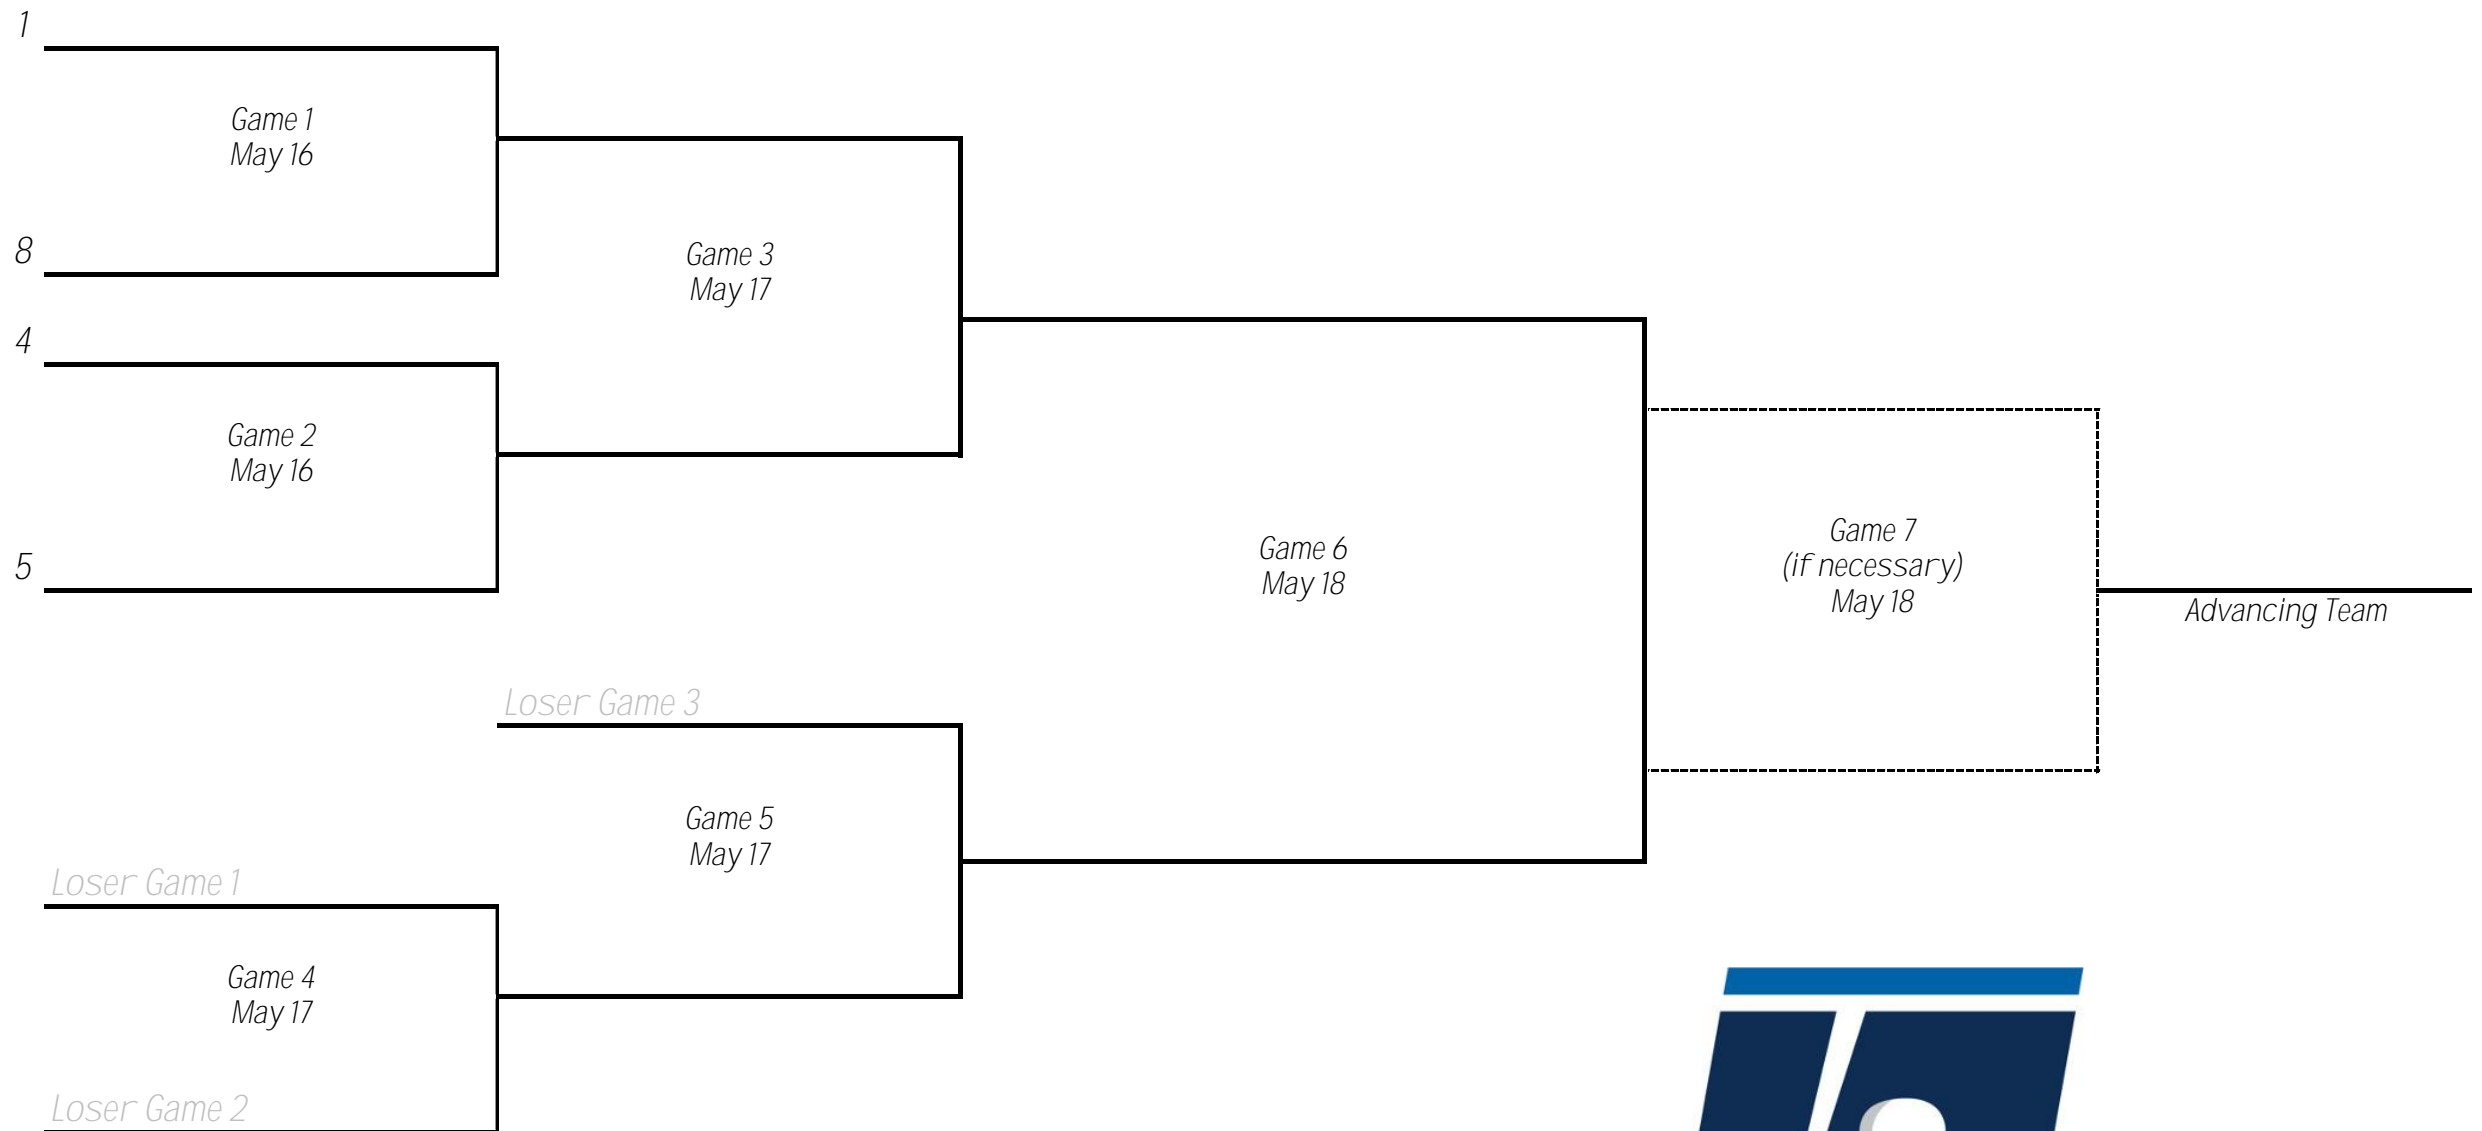 1
Game 1
May 16
8
Game 3
May 17
4
Game 2
May 16
5
Game 6
May 18
Game 7
(if necessary)
May 18
Advancing Team
Loser Game 3
Game 5
May 17
Loser Game 1
Game 4
May 17
Loser Game 2